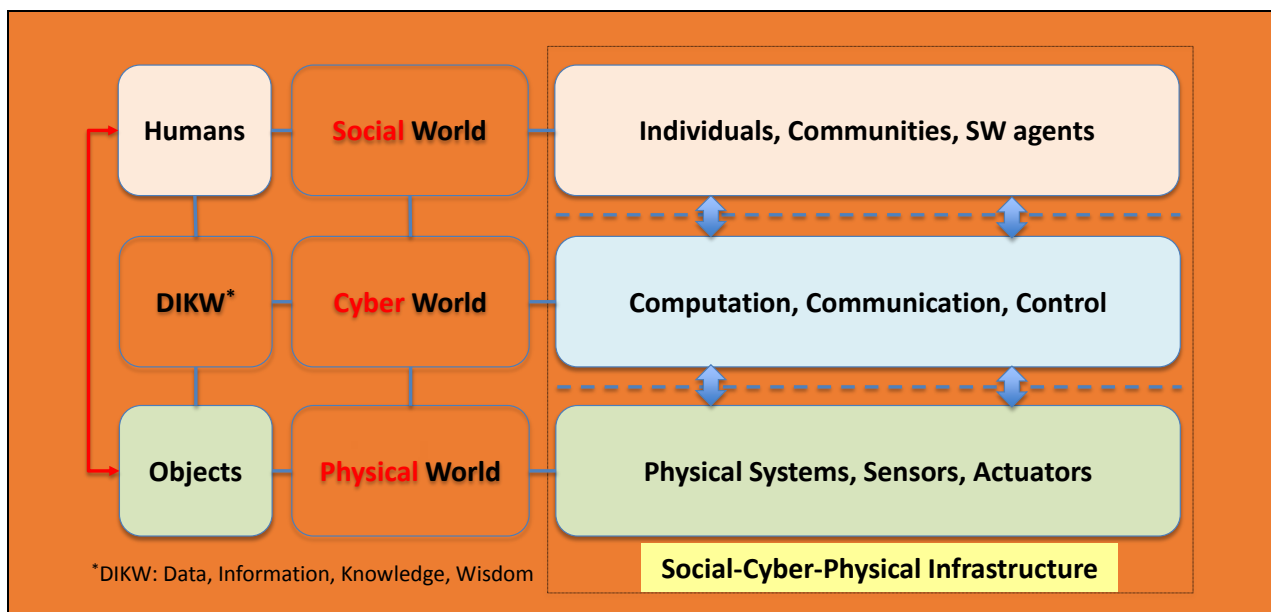 Humans
Social World
Individuals, Communities, SW agents
DIKW*
Cyber World
Computation, Communication, Control
Objects
Physical World
Physical Systems, Sensors, Actuators
*DIKW: Data, Information, Knowledge, Wisdom
Social-Cyber-Physical Infrastructure